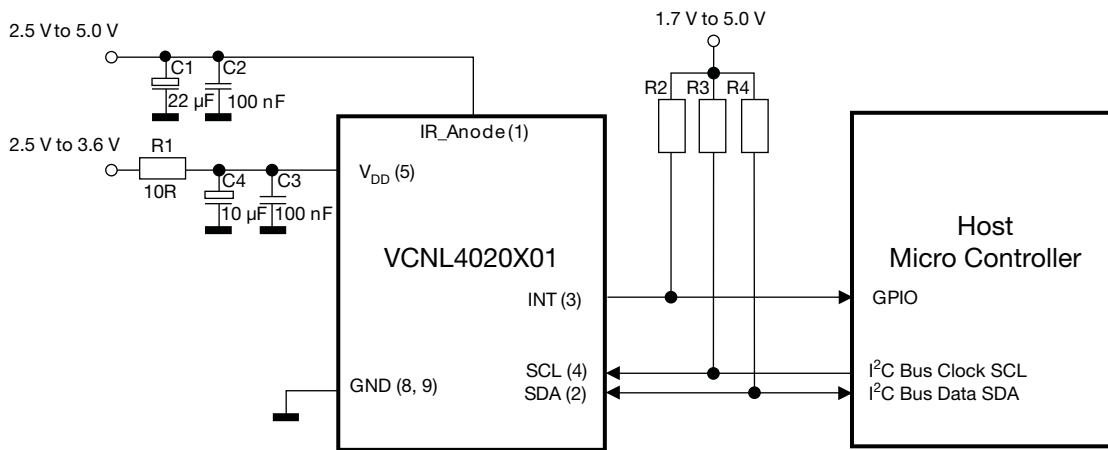 2.5 V to 5.0 V
1.7 V to 5.0 V
C1
C2
22 µF
100 nF
R2
R3
R4
IR_Anode (1)
2.5 V to 3.6 V
R1
10R
C4
C3
10 µF
100 nF
VDD (5)
VCNL4020X01
Host
Micro Controller
INT (3)
GPIO
SCL (4)
I²C Bus Clock SCL
GND (8, 9)
SDA (2)
I²C Bus Data SDA